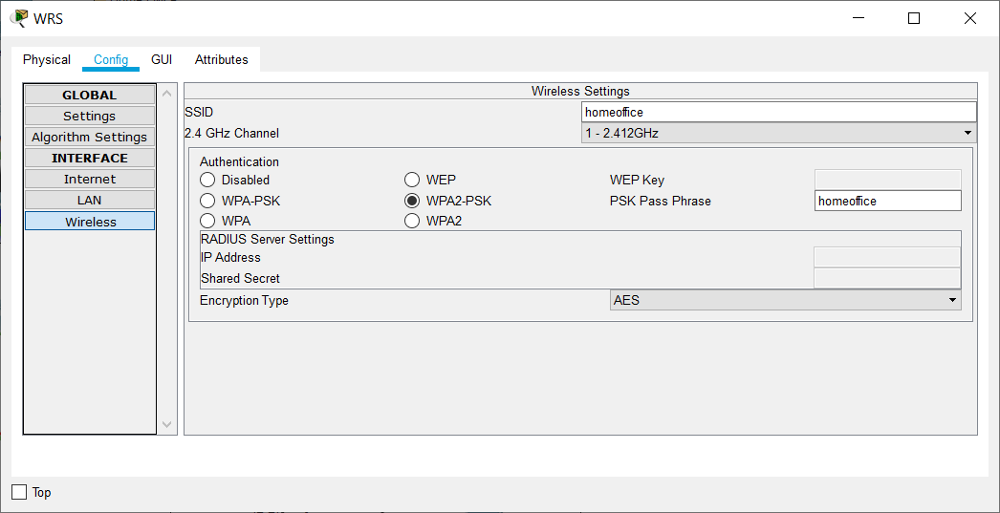 WRS
Physical Config GUI Attributes
GLOBAL
Settings
Algorithm Settings
INTERFACE
Internet
LAN
Wireless
Wireless Settings
SSID homeoffice
2.4 GHz Channel 1 - 2.412GHz
Authentication
Disabled WEP WEP Key
WPA-PSK WPA2-PSK PSK Pass Phrase homeoffice
WPA WPA2
RADIUS Server Settings
IP Address
Shared Secret
Encryption Type AES
Top